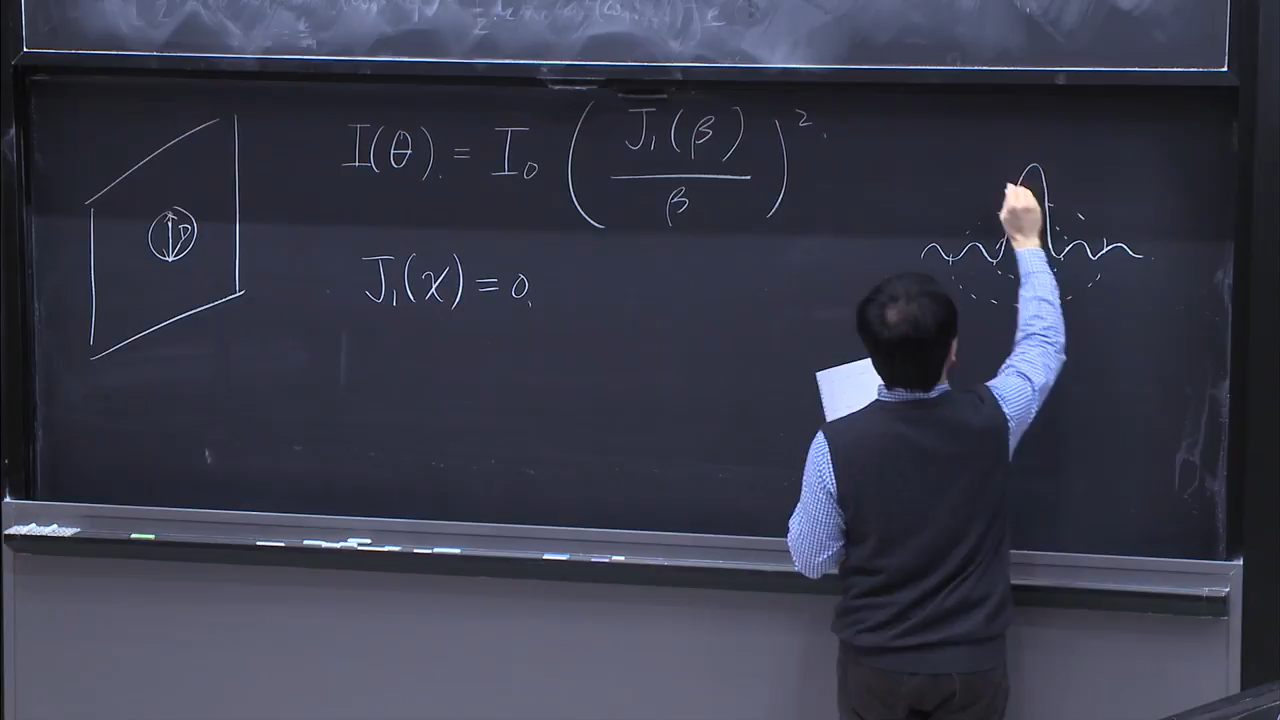 I(θ) = I₀ ( J₁(β) / β )²
D
J₁(x) = 0